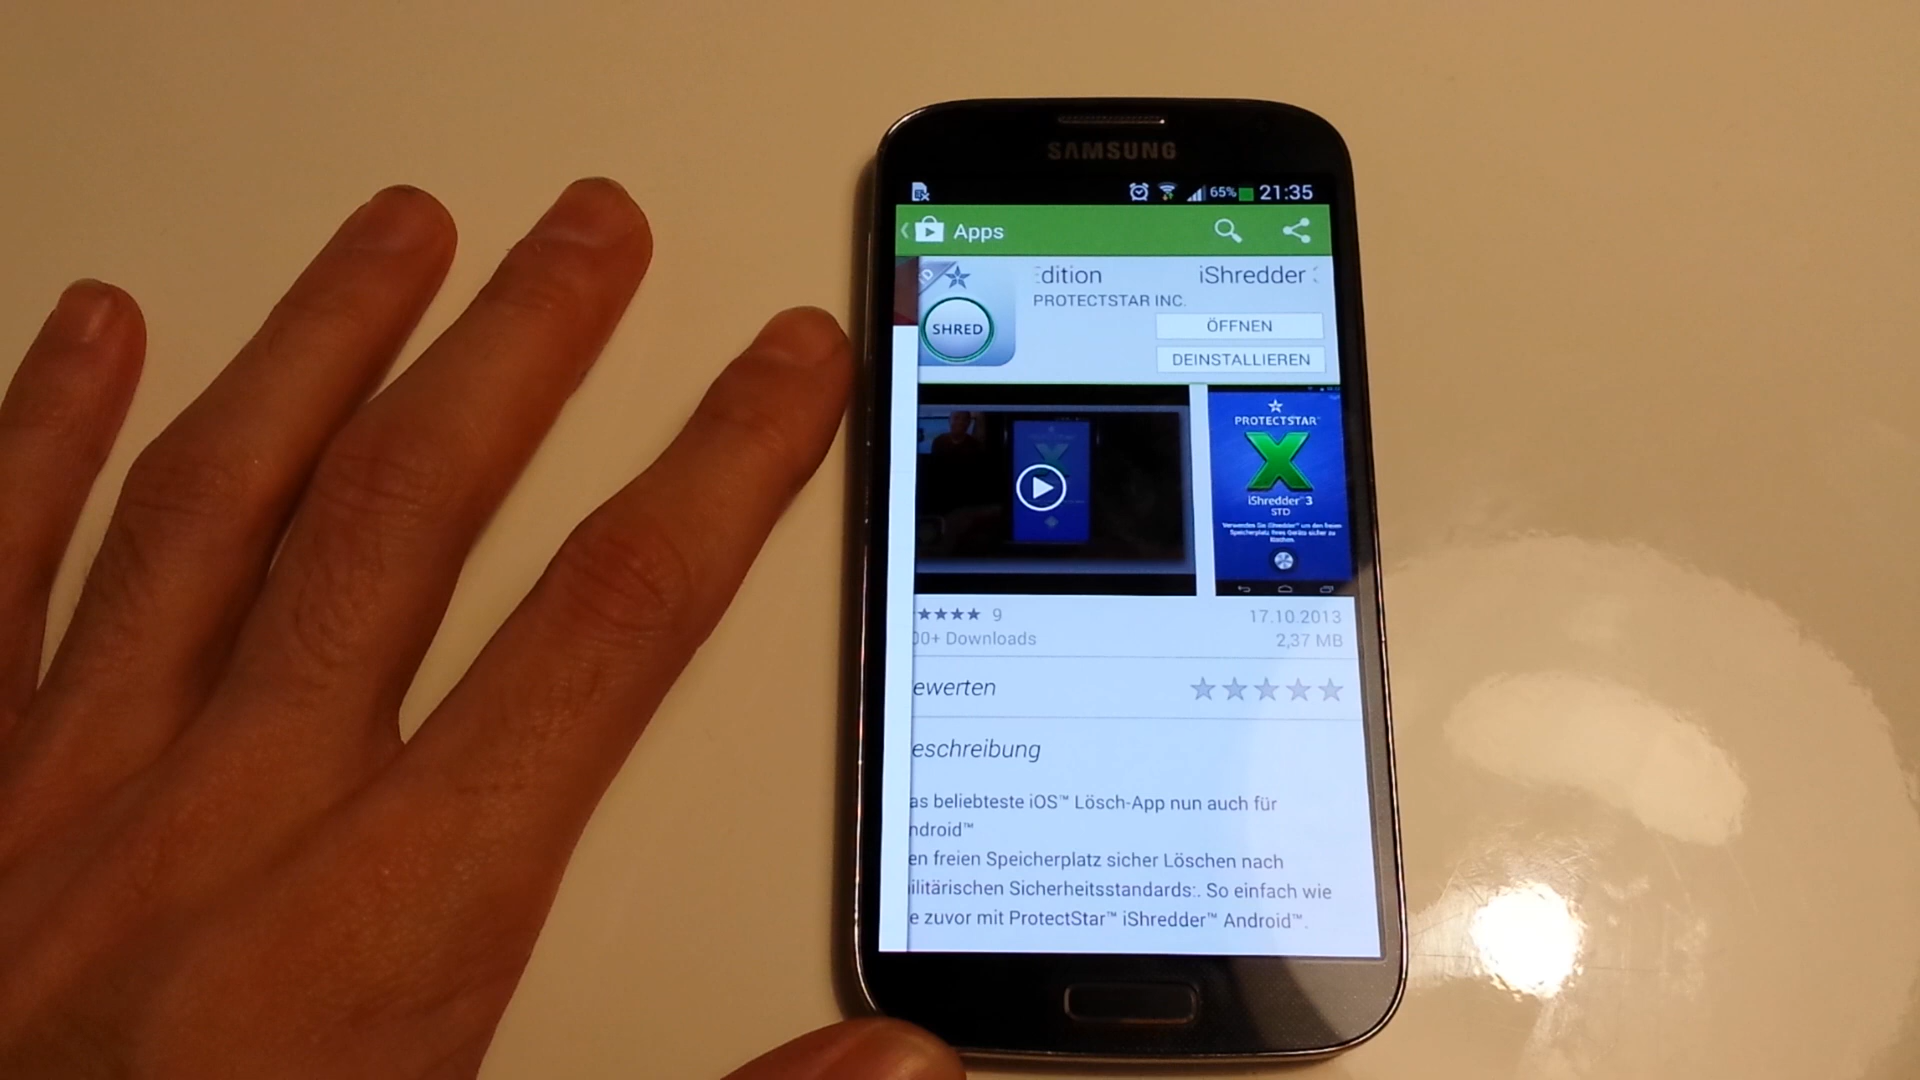 SAMSUNG
65% 21:35
Apps
dition iShredder
PROTECTSTAR INC.
SHRED
ÖFFNEN
DEINSTALLIEREN
PROTECTSTAR™
X
iShredder™ 3
STD
Verwenden Sie iShredder™ um den freien
Speicherplatz Ihres Geräts sicher zu
löschen.
9 17.10.2013
00+ Downloads 2,37 MB
ewerten
eschreibung
as beliebteste iOS™ Lösch-App nun auch für
ndroid™
en freien Speicherplatz sicher Löschen nach
ilitärischen Sicherheitsstandards:. So einfach wie
e zuvor mit ProtectStar™ iShredder™ Android™.